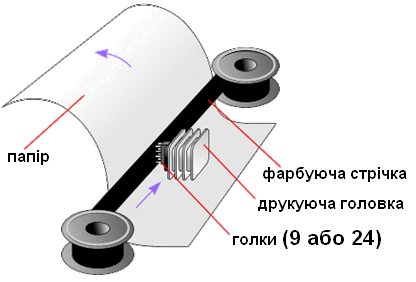 папір
фарбуюча стрічка
друкуюча головка
голки (9 або 24)